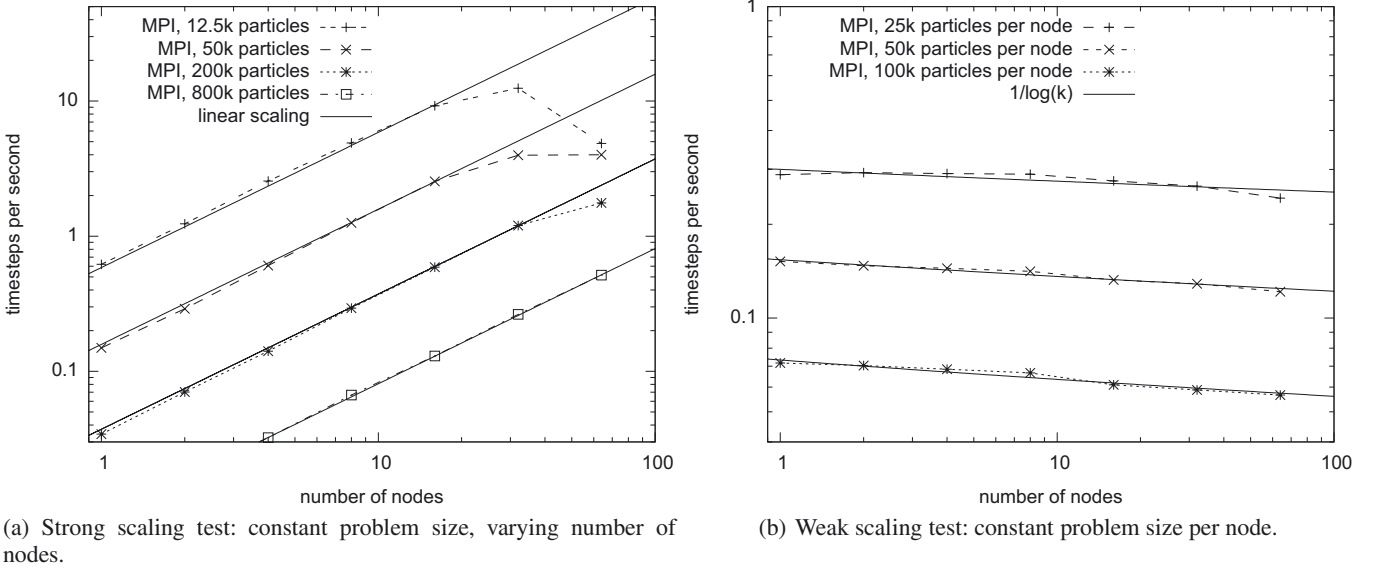 MPI, 12.5k particles
MPI, 50k particles
MPI, 200k particles
MPI, 800k particles
linear scaling
10
1
0.1
timesteps per second
1
10
100
number of nodes
(a) Strong scaling test: constant problem size, varying number of
nodes.
MPI, 25k particles per node
MPI, 50k particles per node
MPI, 100k particles per node
1/log(k)
1
0.1
timesteps per second
1
10
100
number of nodes
(b) Weak scaling test: constant problem size per node.